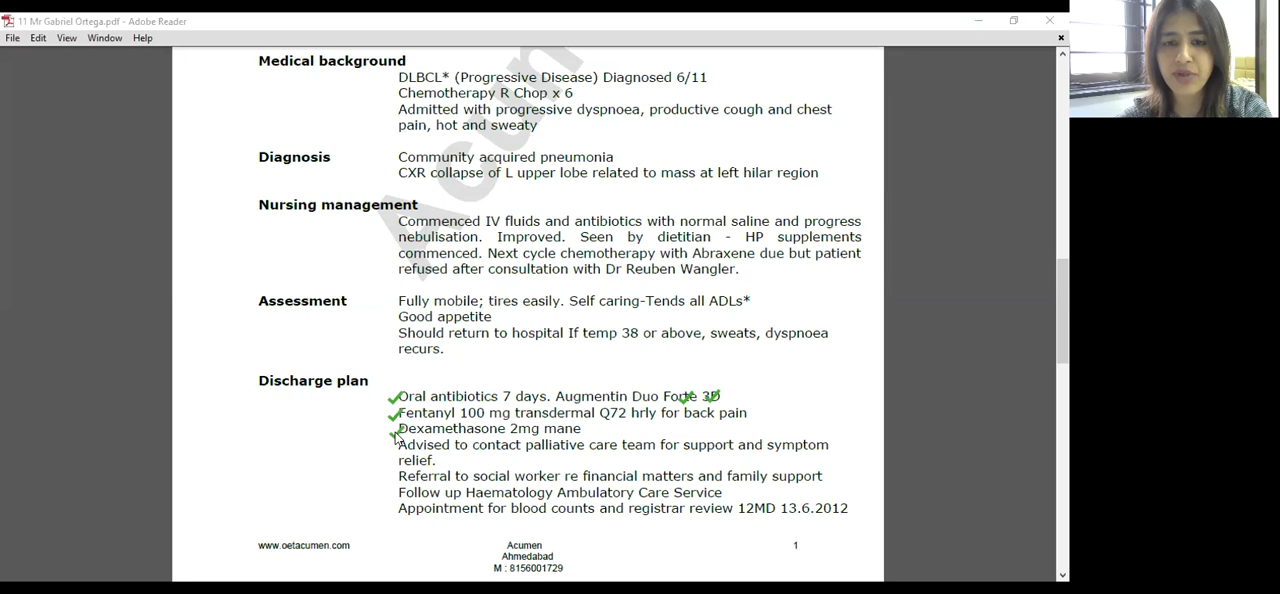 11 Mr Gabriel Ortega.pdf - Adobe Reader
File Edit View Window Help
Medical background
DLBCL* (Progressive Disease) Diagnosed 6/11
Chemotherapy R Chop x 6
Admitted with progressive dyspnoea, productive cough and chest
pain, hot and sweaty
Diagnosis
Community acquired pneumonia
CXR collapse of L upper lobe related to mass at left hilar region
Nursing management
Commenced IV fluids and antibiotics with normal saline and progress
nebulisation. Improved. Seen by dietitian - HP supplements
commenced. Next cycle chemotherapy with Abraxene due but patient
refused after consultation with Dr Reuben Wangler.
Assessment
Fully mobile; tires easily. Self caring-Tends all ADLs*
Good appetite
Should return to hospital If temp 38 or above, sweats, dyspnoea
recurs.
Discharge plan
Oral antibiotics 7 days. Augmentin Duo Forte 3D
Fentanyl 100 mg transdermal Q72 hrly for back pain
Dexamethasone 2mg mane
Advised to contact palliative care team for support and symptom
relief.
Referral to social worker re financial matters and family support
Follow up Haematology Ambulatory Care Service
Appointment for blood counts and registrar review 12MD 13.6.2012
www.oetacumen.com
Acumen
Ahmedabad
M : 8156001729
1
Acum